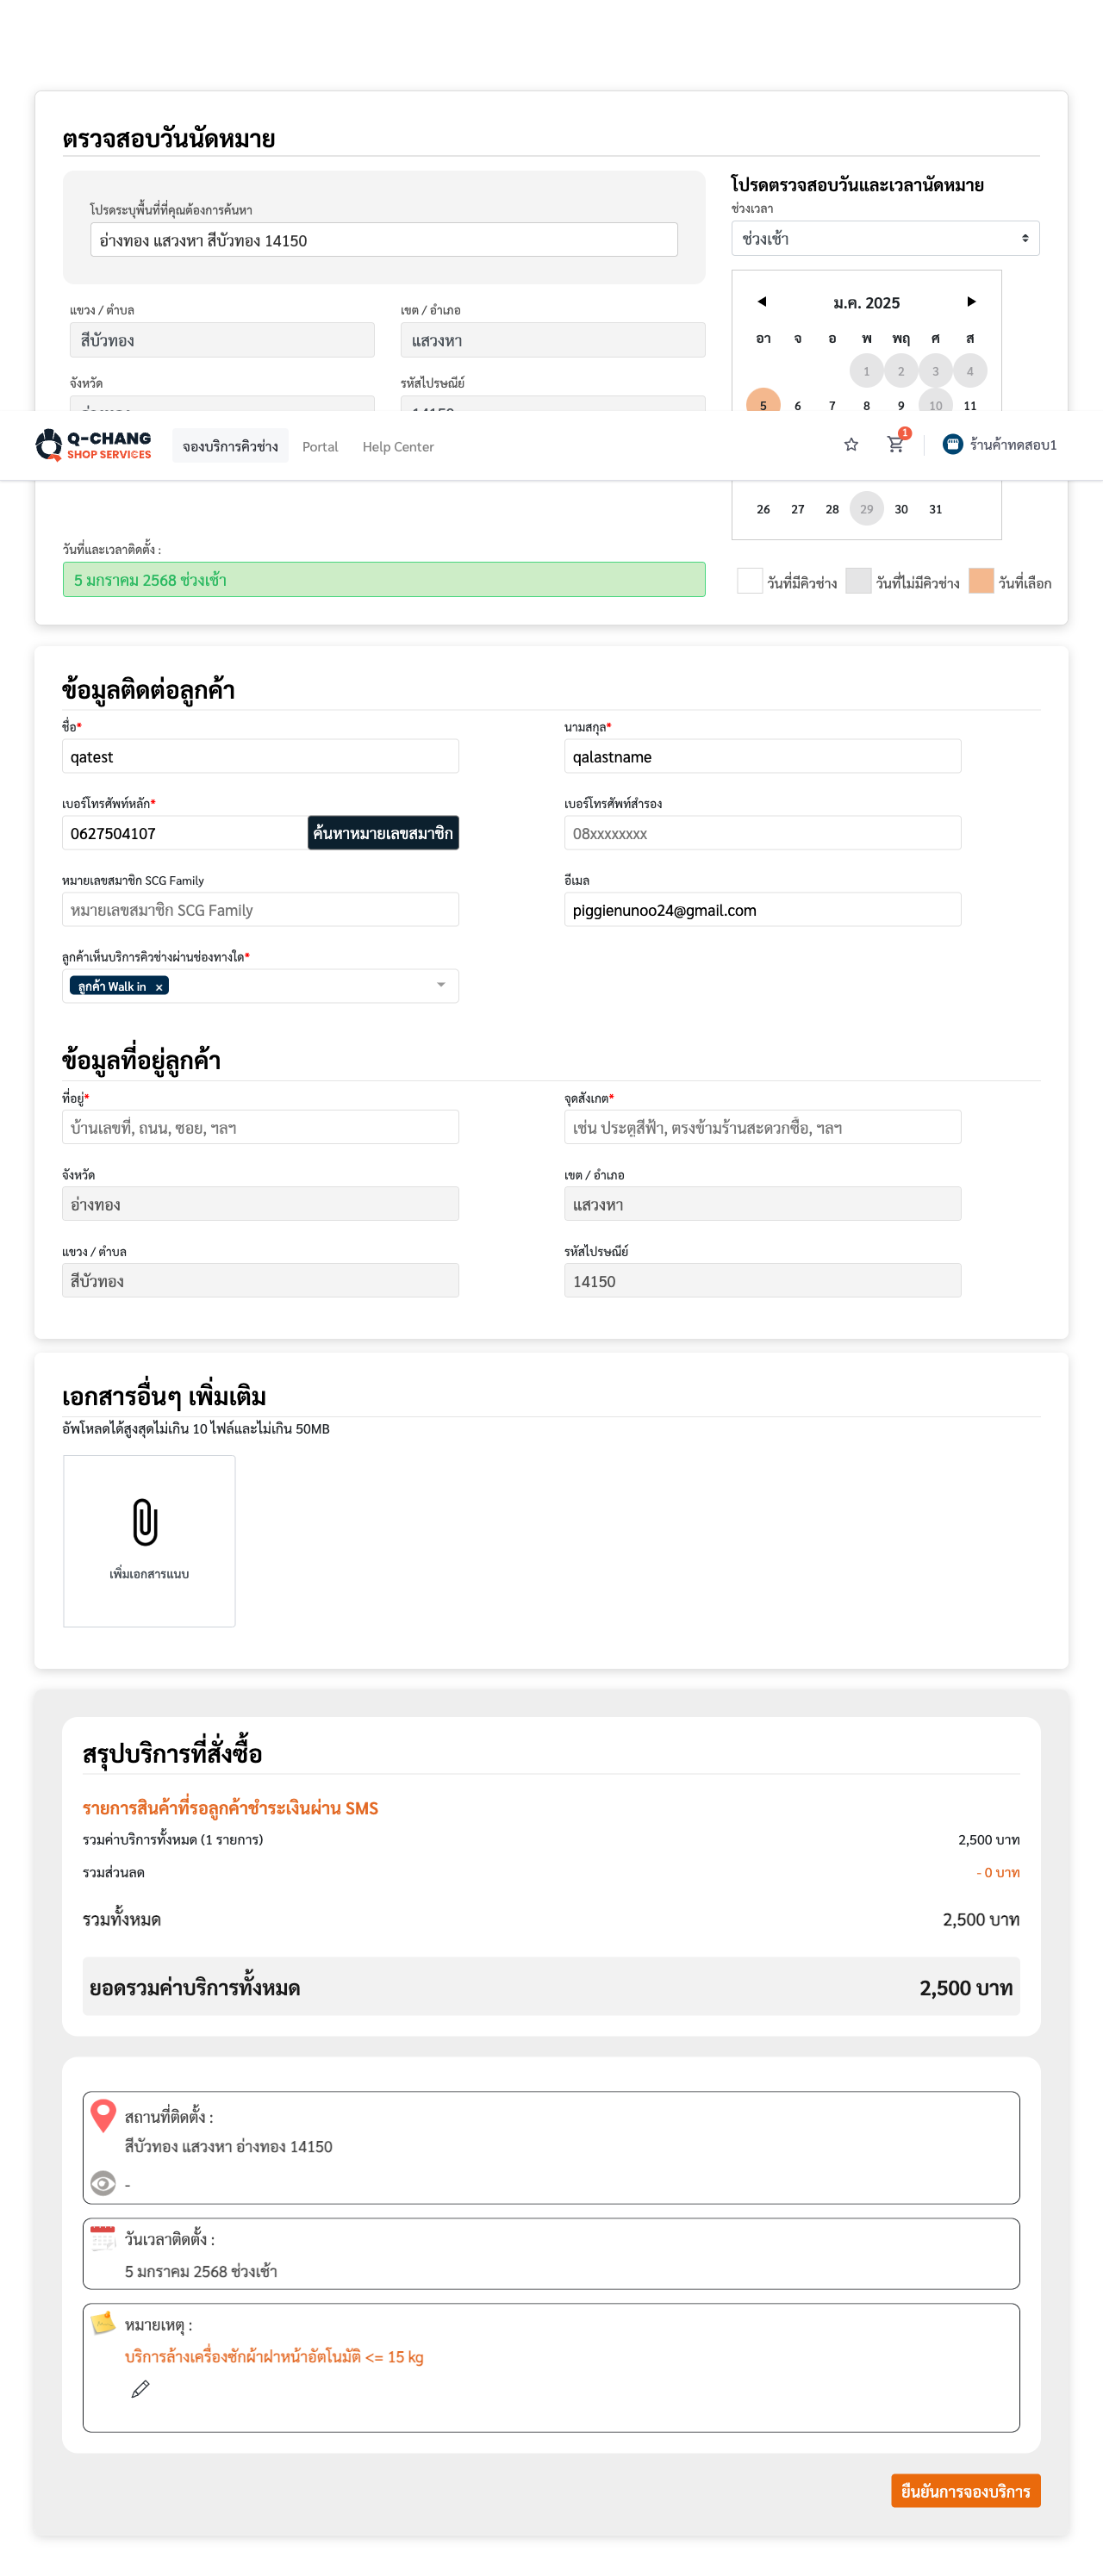 ตรวจสอบวันนัดหมาย
โปรดระบุพื้นที่ที่คุณต้องการค้นหา
อ่างทอง แสวงหา สีบัวทอง 14150
แขวง / ตำบล
เขต / อำเภอ
สีบัวทอง
แสวงหา
จังหวัด
รหัสไปรษณีย์
โปรดตรวจสอบวันและเวลานัดหมาย
ช่วงเวลา
ช่วงเช้า
ม.ค. 2025
อา จ อ พ พฤ ศ ส
1 2 3 4
5 6 7 8 9 10 11
Q-CHANG
SHOP SERVICES
จองบริการคิวช่าง
Portal
Help Center
1
ร้านค้าทดสอบ1
26 27 28 29 30 31
วันที่และเวลาติดตั้ง :
5 มกราคม 2568 ช่วงเช้า
วันที่มีคิวช่าง
วันที่ไม่มีคิวช่าง
วันที่เลือก
ข้อมูลติดต่อลูกค้า
ชื่อ*
นามสกุล*
qatest
qalastname
เบอร์โทรศัพท์หลัก*
เบอร์โทรศัพท์สำรอง
0627504107
ค้นหาหมายเลขสมาชิก
08xxxxxxxx
หมายเลขสมาชิก SCG Family
อีเมล
หมายเลขสมาชิก SCG Family
piggienunoo24@gmail.com
ลูกค้าเห็นบริการคิวช่างผ่านช่องทางใด*
ลูกค้า Walk in ×
ข้อมูลที่อยู่ลูกค้า
ที่อยู่*
จุดสังเกต*
บ้านเลขที่, ถนน, ซอย, ฯลฯ
เช่น ประตูสีฟ้า, ตรงข้ามร้านสะดวกซื้อ, ฯลฯ
จังหวัด
เขต / อำเภอ
อ่างทอง
แสวงหา
แขวง / ตำบล
รหัสไปรษณีย์
สีบัวทอง
14150
เอกสารอื่นๆ เพิ่มเติม
อัพโหลดได้สูงสุดไม่เกิน 10 ไฟล์และไม่เกิน 50MB
เพิ่มเอกสารแนบ
สรุปบริการที่สั่งซื้อ
รายการสินค้าที่รอลูกค้าชำระเงินผ่าน SMS
รวมค่าบริการทั้งหมด (1 รายการ)
2,500 บาท
รวมส่วนลด
- 0 บาท
รวมทั้งหมด
2,500 บาท
ยอดรวมค่าบริการทั้งหมด
2,500 บาท
สถานที่ติดตั้ง :
สีบัวทอง แสวงหา อ่างทอง 14150
-
วันเวลาติดตั้ง :
5 มกราคม 2568 ช่วงเช้า
หมายเหตุ :
บริการล้างเครื่องซักผ้าฝาหน้าอัตโนมัติ <= 15 kg
ยืนยันการจองบริการ